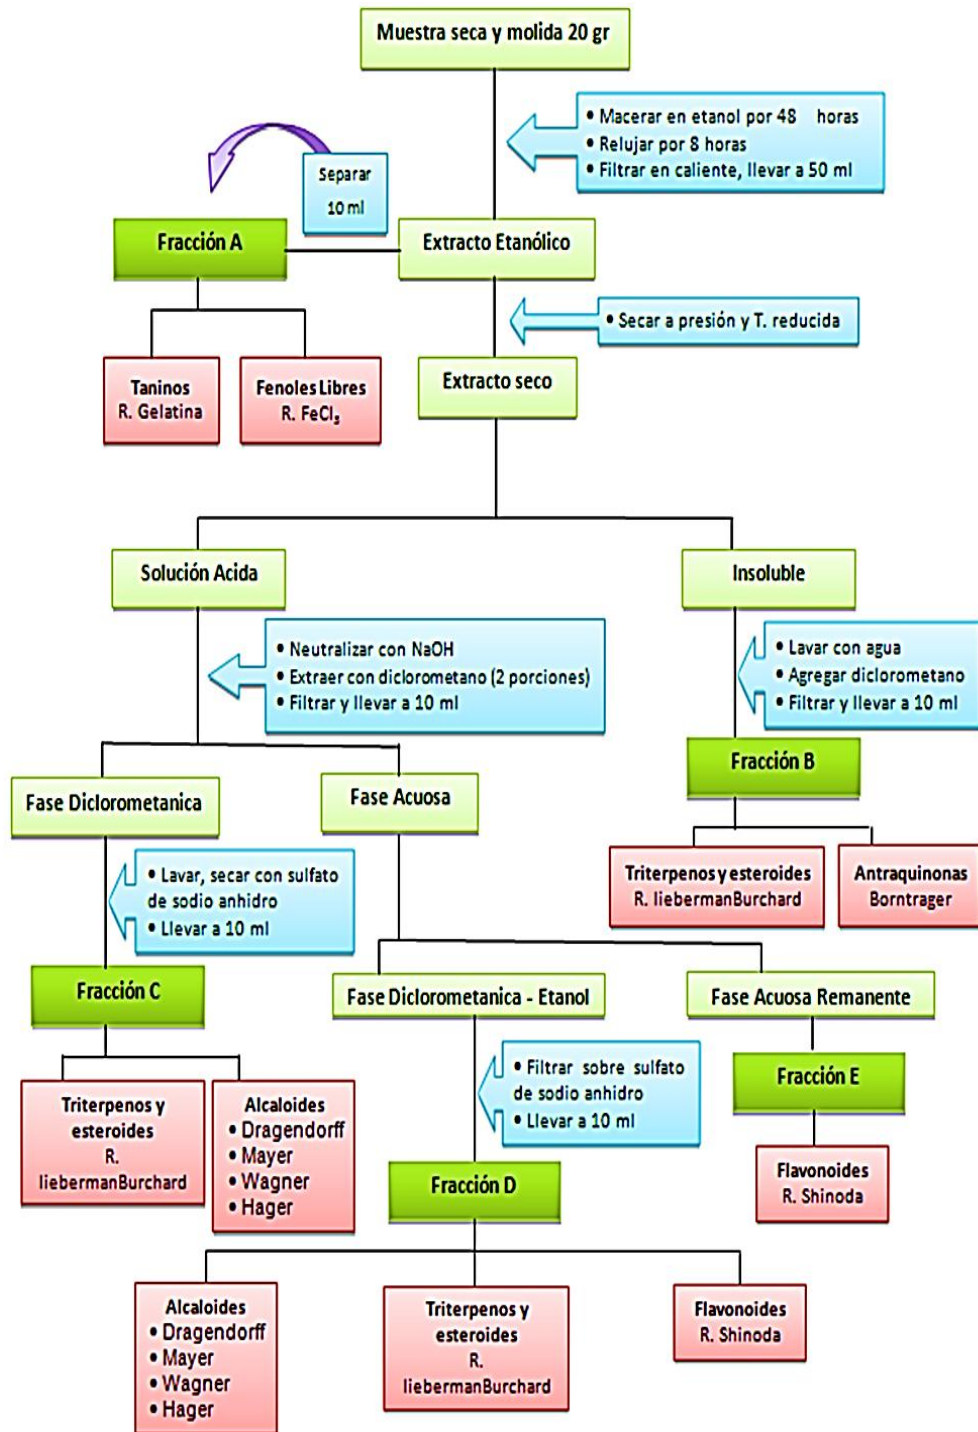 Muestra seca y molida 20 gr
• Macerar en etanol por 48 horas
• Relujar por 8 horas
• Filtrar en caliente, llevar a 50 ml
Separar
10 ml
Fracción A
Extracto Etanólico
• Secar a presión y T. reducida
Taninos
R. Gelatina
Fenoles Libres
R. FeCl₃
Extracto seco
Solución Acida
Insoluble
• Neutralizar con NaOH
• Extraer con diclorometano (2 porciones)
• Filtrar y llevar a 10 ml
• Lavar con agua
• Agregar diclorometano
• Filtrar y llevar a 10 ml
Fase Diclorometanica
Fase Acuosa
Fracción B
• Lavar, secar con sulfato
de sodio anhidro
• Llevar a 10 ml
Triterpenos y esteroides
R. liebermanBurchard
Antraquinonas
Borntrager
Fracción C
Fase Diclorometanica - Etanol
Fase Acuosa Remanente
Triterpenos y
esteroides
R.
liebermanBurchard
Alcaloides
• Dragendorff
• Mayer
• Wagner
• Hager
• Filtrar sobre sulfato
de sodio anhidro
• Llevar a 10 ml
Fracción E
Flavonoides
R. Shinoda
Fracción D
Alcaloides
• Dragendorff
• Mayer
• Wagner
• Hager
Triterpenos y
esteroides
R.
liebermanBurchard
Flavonoides
R. Shinoda